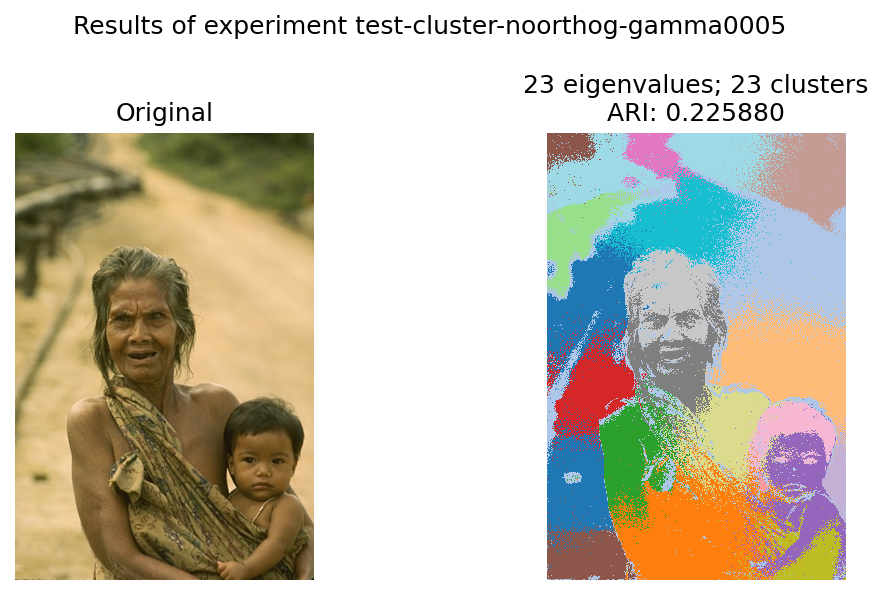 Results of experiment test-cluster-noorthog-gamma0005
Original
23 eigenvalues; 23 clusters
ARI: 0.225880